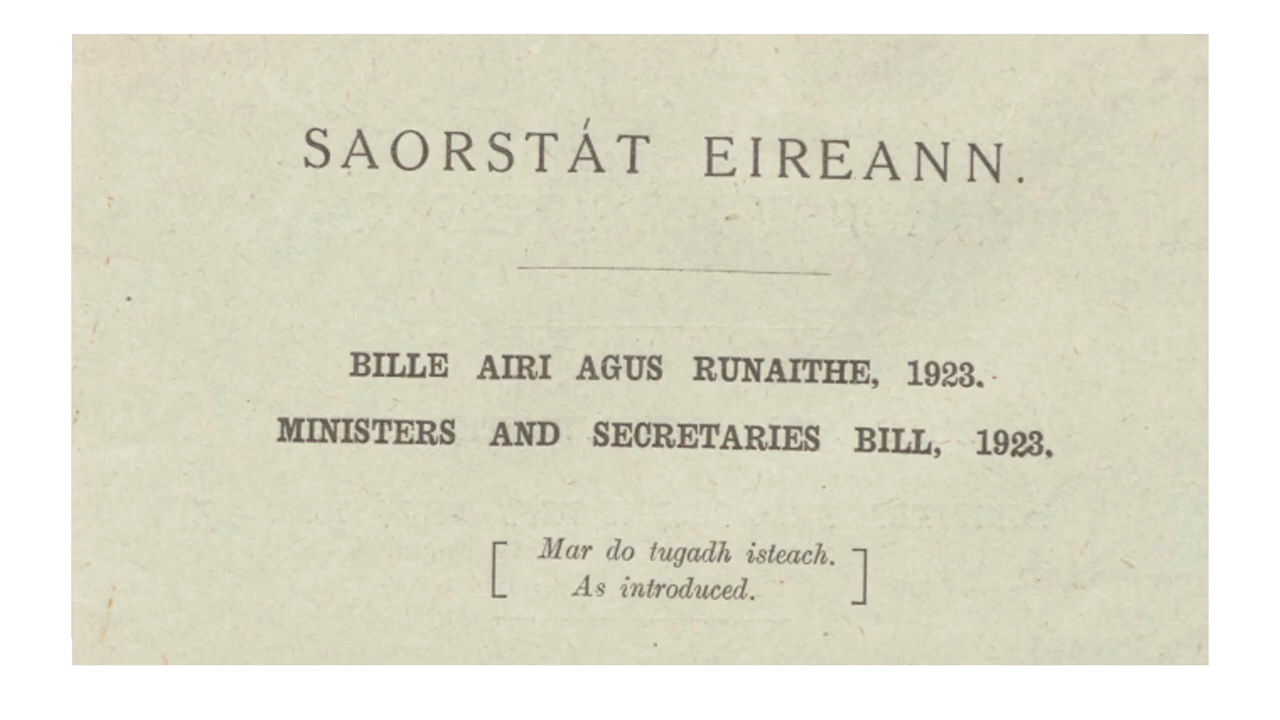 SAORSTÁT EIREANN.
BILLE AIRI AGUS RUNAITHE, 1923.
MINISTERS AND SECRETARIES BILL, 1923.
[ Mar do tugadh isteach.
As introduced. ]